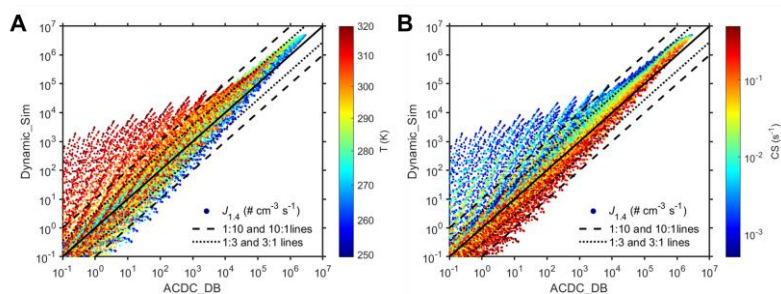 A
B
10^7
10^6
10^5
10^4
10^3
10^2
10^1
10^0
10^-1
Dynamic_Sim
J1.4 (# cm^-3 s^-1)
1:10 and 10:1lines
1:3 and 3:1 lines
10^-1 10^0 10^1 10^2 10^3 10^4 10^5 10^6 10^7
ACDC_DB
320
310
300
290
280
270
260
250
T (K)
10^7
10^6
10^5
10^4
10^3
10^2
10^1
10^0
10^-1
Dynamic_Sim
J1.4 (# cm^-3 s^-1)
1:10 and 10:1lines
1:3 and 3:1 lines
10^-1 10^0 10^1 10^2 10^3 10^4 10^5 10^6 10^7
ACDC_DB
10^-1
10^-2
10^-3
CS (s^-1)